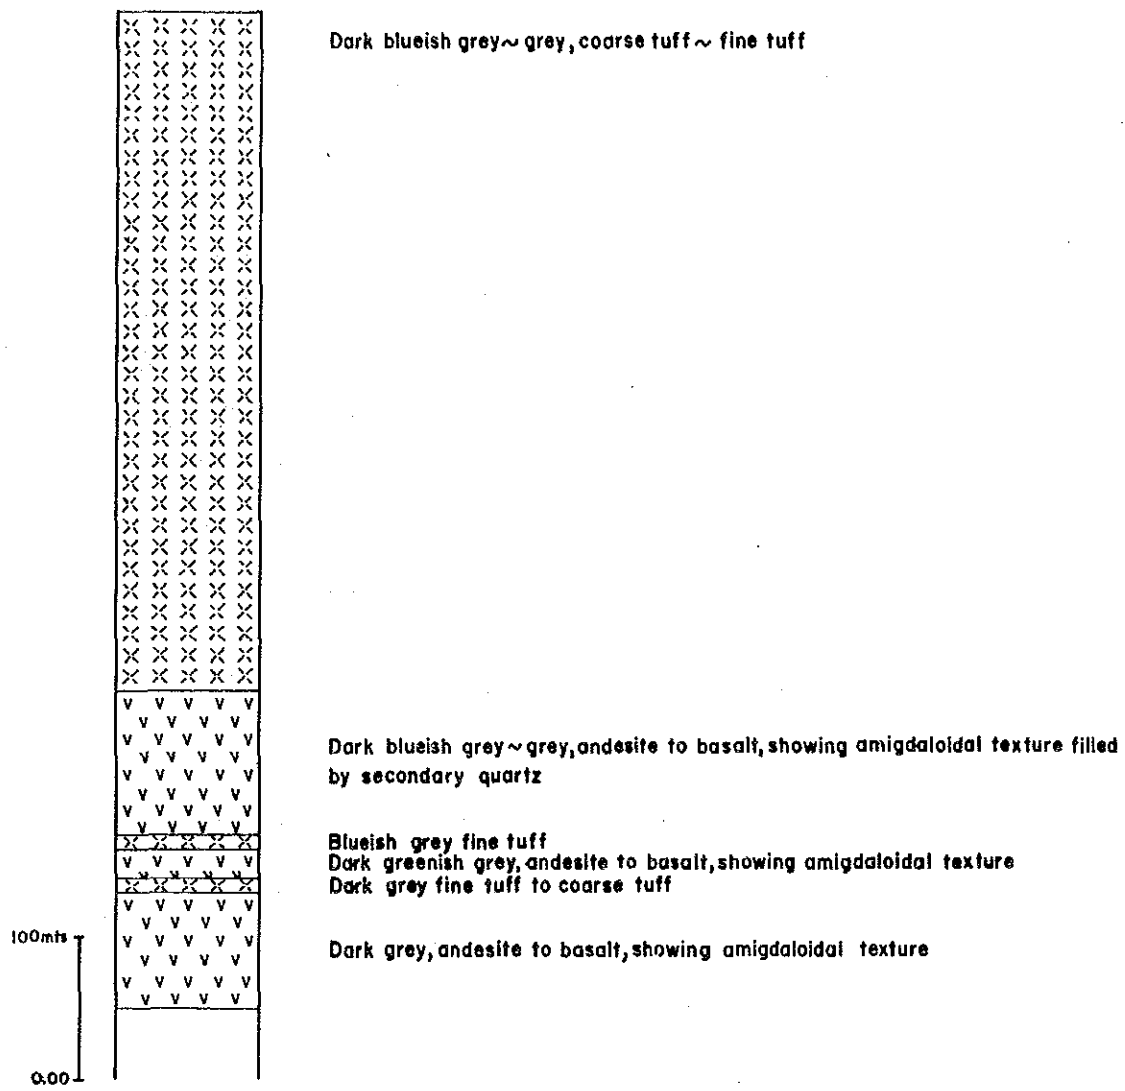 Dark blueish grey~grey, coarse tuff~ fine tuff
Dark blueish grey~grey, andesite to basalt, showing amigdaloidal texture filled
by secondary quartz
Blueish grey fine tuff
Dark greenish grey, andesite to basalt, showing amigdaloidal texture
Dark grey fine tuff to coarse tuff
100mts
Dark grey, andesite to basalt, showing amigdaloidal texture
0,00